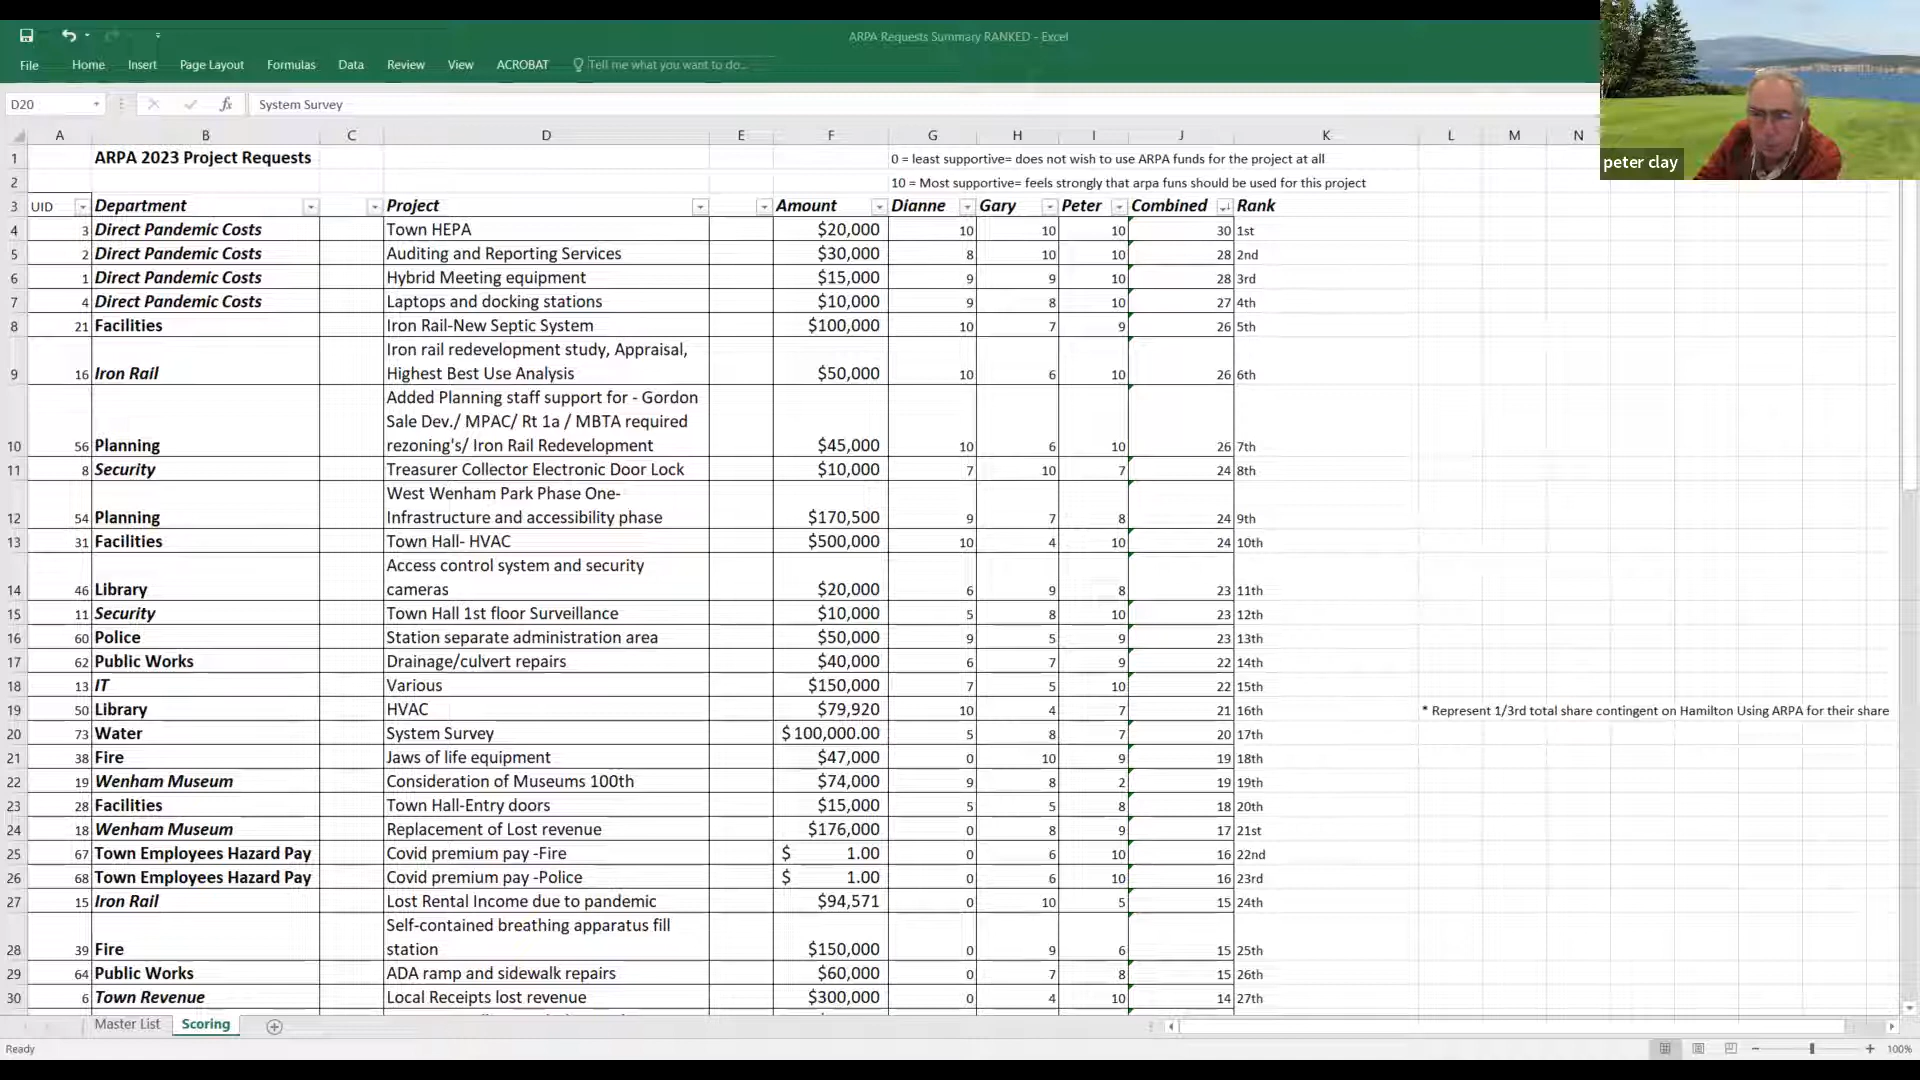 ARPA Requests Summary RANKED - Excel
File Home Insert Page Layout Formulas Data Review View ACROBAT Tell me what you want to do...
D20 fx System Survey
A B C D E F G H I J K L M N
1 ARPA 2023 Project Requests 0 = least supportive= does not wish to use ARPA funds for the project at all
2 10 = Most supportive= feels strongly that arpa funs should be used for this project
3 UID Department Project Amount Dianne Gary Peter Combined Rank
4 3 Direct Pandemic Costs Town HEPA $20,000 10 10 10 30 1st
5 2 Direct Pandemic Costs Auditing and Reporting Services $30,000 8 10 10 28 2nd
6 1 Direct Pandemic Costs Hybrid Meeting equipment $15,000 9 9 10 28 3rd
7 4 Direct Pandemic Costs Laptops and docking stations $10,000 9 8 10 27 4th
8 21 Facilities Iron Rail-New Septic System $100,000 10 7 9 26 5th
Iron rail redevelopment study, Appraisal,
9 16 Iron Rail Highest Best Use Analysis $50,000 10 6 10 26 6th
Added Planning staff support for - Gordon
Sale Dev./ MPAC/ Rt 1a / MBTA required
10 56 Planning rezoning's/ Iron Rail Redevelopment $45,000 10 6 10 26 7th
11 8 Security Treasurer Collector Electronic Door Lock $10,000 7 10 7 24 8th
West Wenham Park Phase One-
12 54 Planning Infrastructure and accessibility phase $170,500 9 7 8 24 9th
13 31 Facilities Town Hall- HVAC $500,000 10 4 10 24 10th
Access control system and security
14 46 Library cameras $20,000 6 9 8 23 11th
15 11 Security Town Hall 1st floor Surveillance $10,000 5 8 10 23 12th
16 60 Police Station separate administration area $50,000 9 5 9 23 13th
17 62 Public Works Drainage/culvert repairs $40,000 6 7 9 22 14th
18 13 IT Various $150,000 7 5 10 22 15th
19 50 Library HVAC $79,920 10 4 7 21 16th * Represent 1/3rd total share contingent on Hamilton Using ARPA for their share
20 73 Water System Survey $ 100,000.00 5 8 7 20 17th
21 38 Fire Jaws of life equipment $47,000 0 10 9 19 18th
22 19 Wenham Museum Consideration of Museums 100th $74,000 9 8 2 19 19th
23 28 Facilities Town Hall-Entry doors $15,000 5 5 8 18 20th
24 18 Wenham Museum Replacement of Lost revenue $176,000 0 8 9 17 21st
25 67 Town Employees Hazard Pay Covid premium pay -Fire $ 1.00 0 6 10 16 22nd
26 68 Town Employees Hazard Pay Covid premium pay -Police $ 1.00 0 6 10 16 23rd
27 15 Iron Rail Lost Rental Income due to pandemic $94,571 0 10 5 15 24th
Self-contained breathing apparatus fill
28 39 Fire station $150,000 0 9 6 15 25th
29 64 Public Works ADA ramp and sidewalk repairs $60,000 0 7 8 15 26th
30 6 Town Revenue Local Receipts lost revenue $300,000 0 4 10 14 27th
Master List Scoring
Ready 100%
peter clay